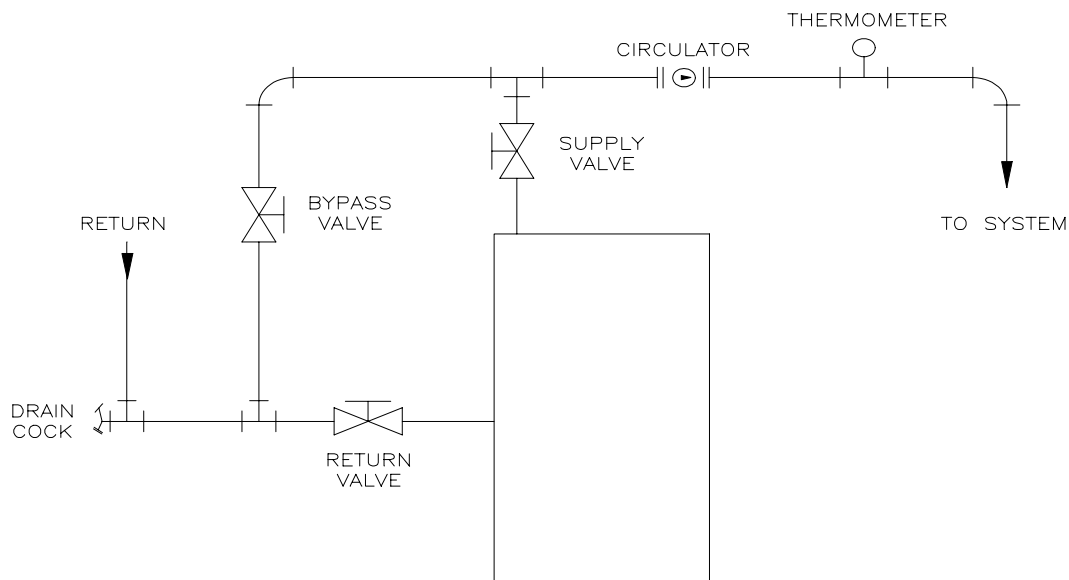 THERMOMETER
CIRCULATOR
SUPPLY
VALVE
BYPASS
VALVE
RETURN
TO SYSTEM
DRAIN
COCK
RETURN
VALVE